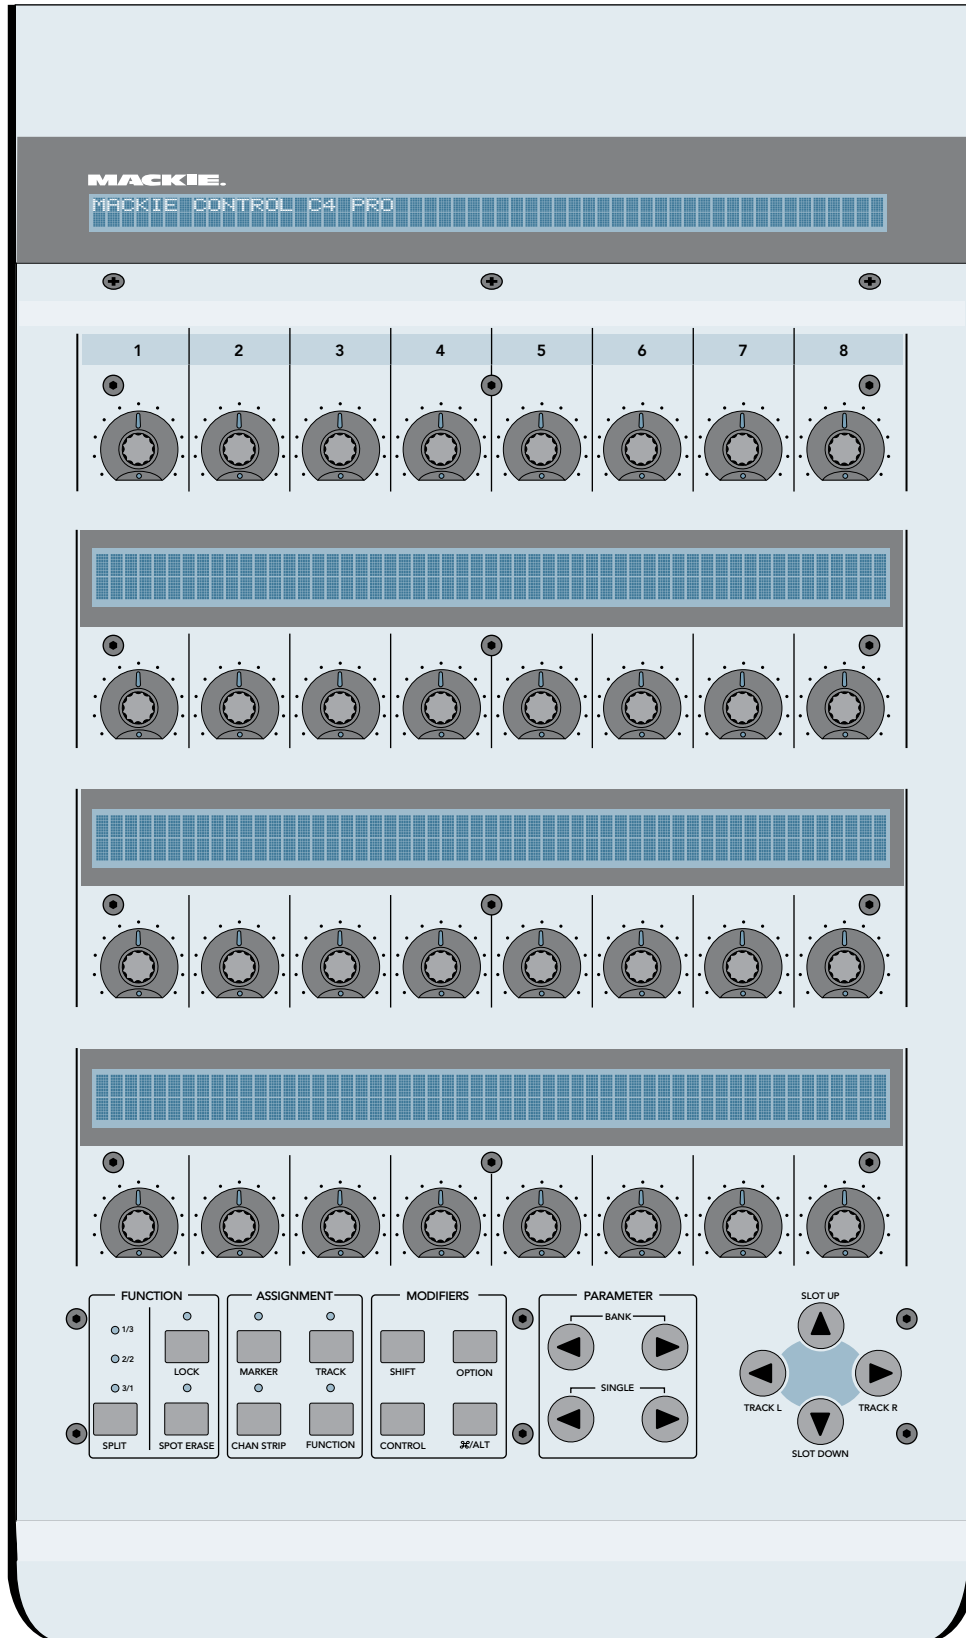 MACKIE.
MACKIE CONTROL C4 PRO
1 2 3 4 5 6 7 8
FUNCTION
1/3
2/2
3/1
SPLIT
LOCK
SPOT ERASE
ASSIGNMENT
MARKER
TRACK
CHAN STRIP
FUNCTION
MODIFIERS
SHIFT
OPTION
CONTROL
⌘/ALT
PARAMETER
BANK
SINGLE
SLOT UP
TRACK L
TRACK R
SLOT DOWN